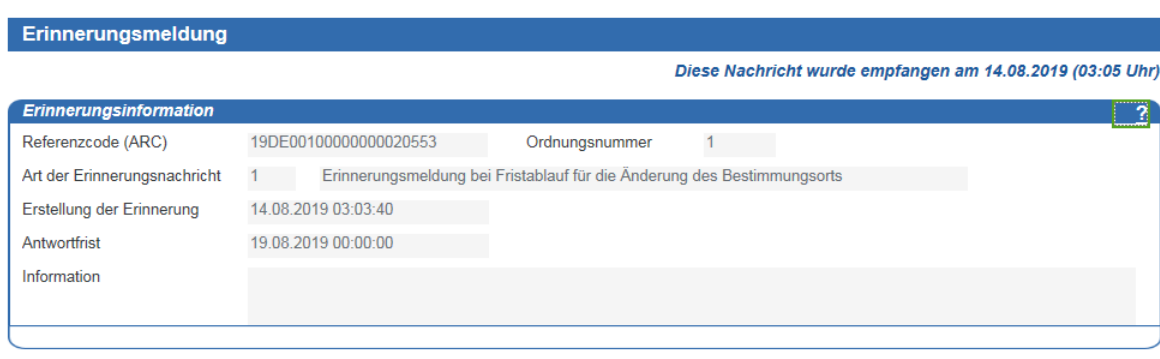 Erinnerungsmeldung
Diese Nachricht wurde empfangen am 14.08.2019 (03:05 Uhr)
Erinnerungsinformation ?
Referenzcode (ARC) 19DE00100000000020553 Ordnungsnummer 1
Art der Erinnerungsnachricht 1 Erinnerungsmeldung bei Fristablauf für die Änderung des Bestimmungsorts
Erstellung der Erinnerung 14.08.2019 03:03:40
Antwortfrist 19.08.2019 00:00:00
Information